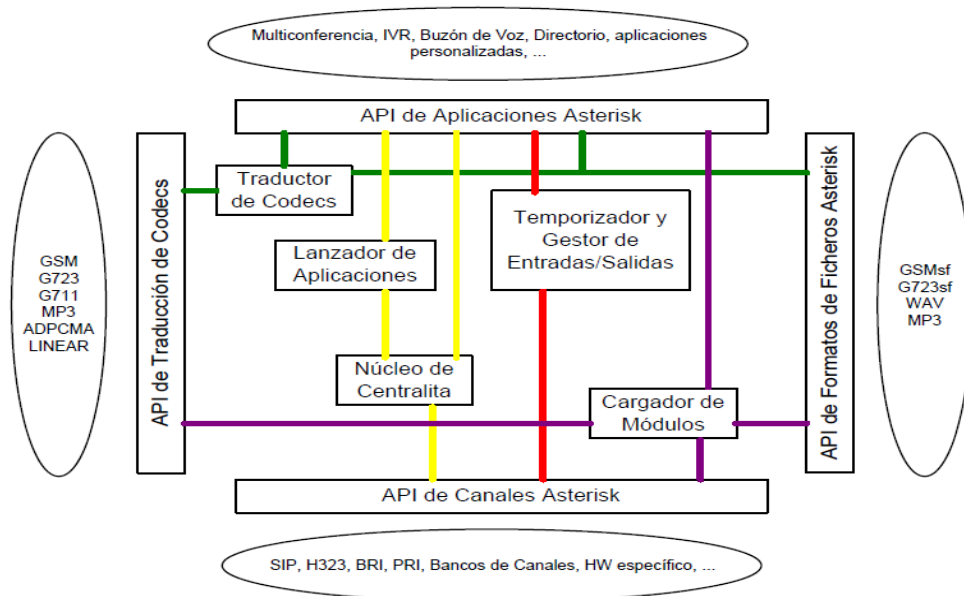 Multiconferencia, IVR, Buzón de Voz, Directorio, aplicaciones
personalizadas, ...
API de Aplicaciones Asterisk
API de Traducción de Codecs
Traductor
de Codecs
Temporizador y
Gestor de
Entradas/Salidas
Lanzador de
Aplicaciones
GSM
G723
G711
MP3
ADPCMA
LINEAR
API de Formatos de Ficheros Asterisk
GSMsf
G723sf
WAV
MP3
Núcleo de
Centralita
Cargador de
Módulos
API de Canales Asterisk
SIP, H323, BRI, PRI, Bancos de Canales, HW específico, ...